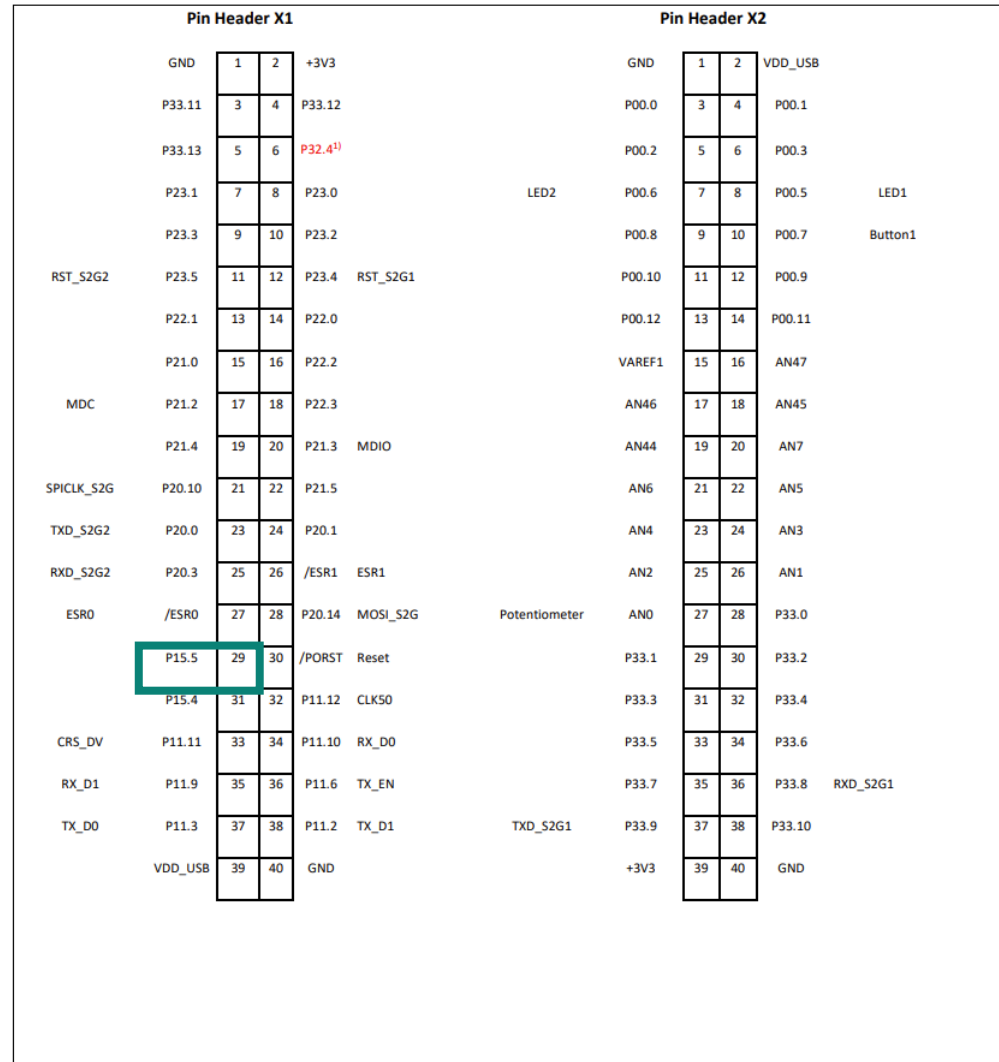 Pin Header X1 Pin Header X2
GND 1 2 +3V3 GND 1 2 VDD_USB
P33.11 3 4 P33.12 P00.0 3 4 P00.1
P33.13 5 6 P32.4¹⁾ P00.2 5 6 P00.3
P23.1 7 8 P23.0 LED2 P00.6 7 8 P00.5 LED1
P23.3 9 10 P23.2 P00.8 9 10 P00.7 Button1
RST_S2G2 P23.5 11 12 P23.4 RST_S2G1 P00.10 11 12 P00.9
P22.1 13 14 P22.0 P00.12 13 14 P00.11
P21.0 15 16 P22.2 VAREF1 15 16 AN47
MDC P21.2 17 18 P22.3 AN46 17 18 AN45
P21.4 19 20 P21.3 MDIO AN44 19 20 AN7
SPICLK_S2G P20.10 21 22 P21.5 AN6 21 22 AN5
TXD_S2G2 P20.0 23 24 P20.1 AN4 23 24 AN3
RXD_S2G2 P20.3 25 26 /ESR1 ESR1 AN2 25 26 AN1
ESR0 /ESR0 27 28 P20.14 MOSI_S2G Potentiometer AN0 27 28 P33.0
P15.5 29 30 /PORST Reset P33.1 29 30 P33.2
P15.4 31 32 P11.12 CLK50 P33.3 31 32 P33.4
CRS_DV P11.11 33 34 P11.10 RX_D0 P33.5 33 34 P33.6
RX_D1 P11.9 35 36 P11.6 TX_EN P33.7 35 36 P33.8 RXD_S2G1
TX_D0 P11.3 37 38 P11.2 TX_D1 TXD_S2G1 P33.9 37 38 P33.10
VDD_USB 39 40 GND +3V3 39 40 GND